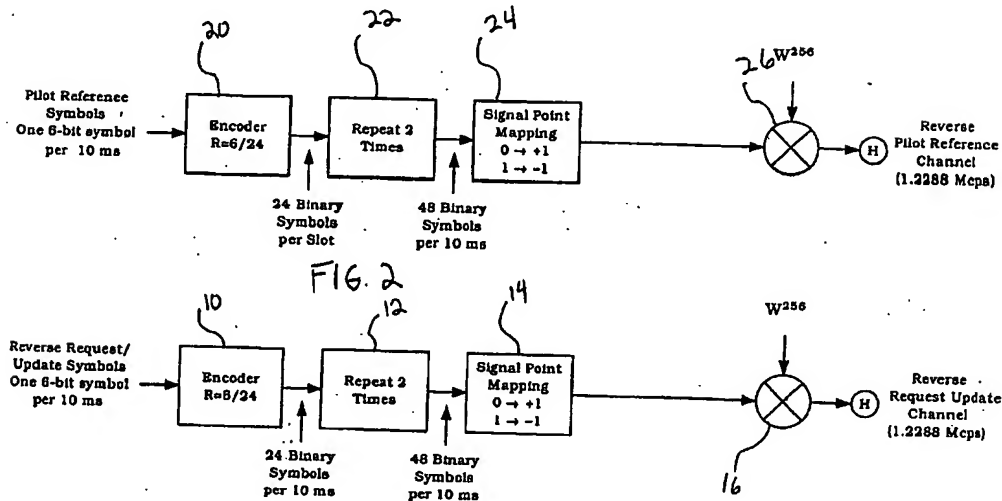 20
22
24
26 W256
Pilot Reference
Symbols
One 6-bit symbol
per 10 ms
Encoder
R=6/24
Repeat 2
Times
Signal Point
Mapping
0 → +1
1 → -1
H
Reverse
Pilot Reference
Channel
(1.2288 Mcps)
24 Binary
Symbols
per Slot
48 Binary
Symbols
per 10 ms
FIG. 2
10
12
14
W256
Reverse Request/
Update Symbols
One 6-bit symbol
per 10 ms
Encoder
R=6/24
Repeat 2
Times
Signal Point
Mapping
0 → +1
1 → -1
H
Reverse
Request Update
Channel
(1.2288 Mcps)
24 Binary
Symbols
per 10 ms
48 Binary
Symbols
per 10 ms
16